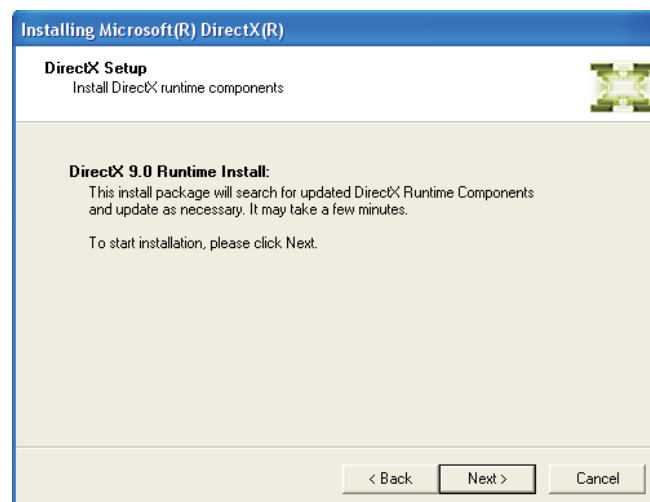 Installing Microsoft(R) DirectX(R)
DirectX Setup
Install DirectX runtime components
DirectX 9.0 Runtime Install:
This install package will search for updated DirectX Runtime Components
and update as necessary. It may take a few minutes.
To start installation, please click Next.
< Back Next > Cancel